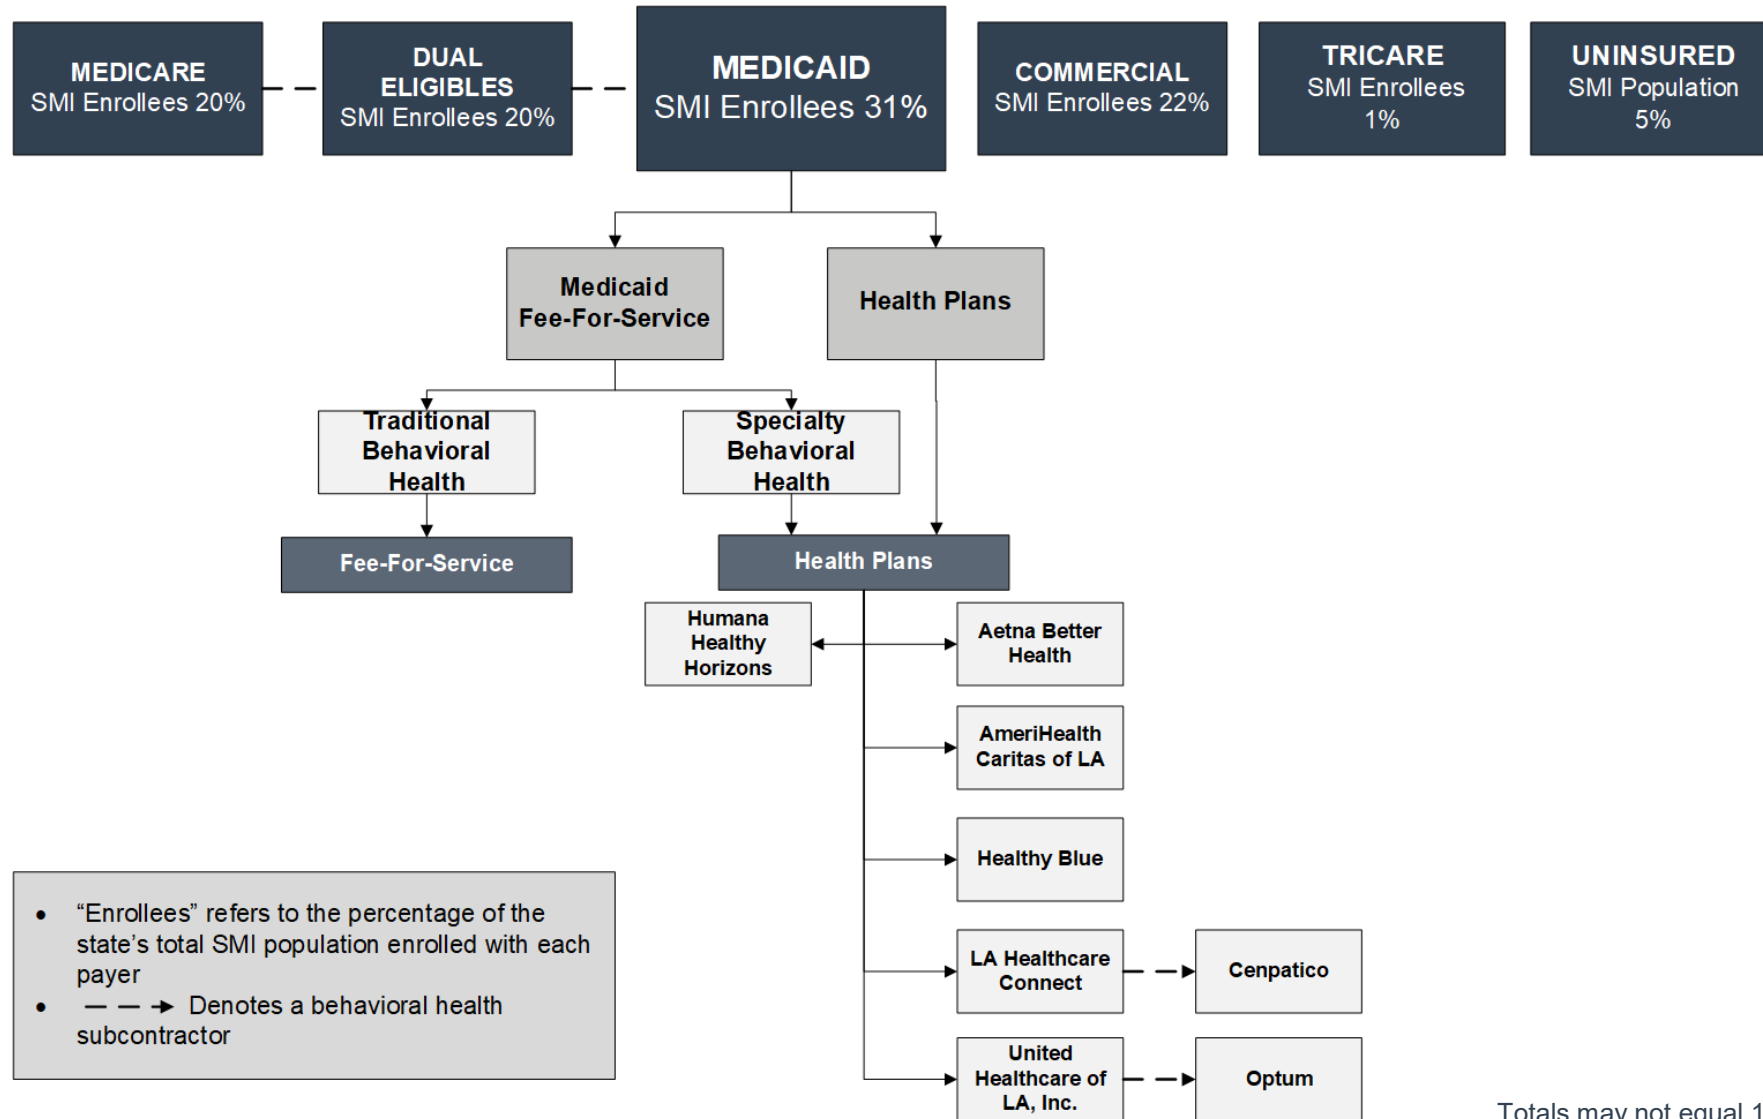 MEDICARE
SMI Enrollees 20%
DUAL
ELIGIBLES
SMI Enrollees 20%
MEDICAID
SMI Enrollees 31%
COMMERCIAL
SMI Enrollees 22%
TRICARE
SMI Enrollees
1%
UNINSURED
SMI Population
5%
Medicaid
Fee-For-Service
Health Plans
Traditional
Behavioral
Health
Specialty
Behavioral
Health
Fee-For-Service
Health Plans
Humana
Healthy
Horizons
Aetna Better
Health
AmeriHealth
Caritas of LA
Healthy Blue
LA Healthcare
Connect
Cenpatico
United
Healthcare of
LA, Inc.
Optum
• “Enrollees” refers to the percentage of the
state’s total SMI population enrolled with each
payer
• Denotes a behavioral health
subcontractor
Totals may not equal 1